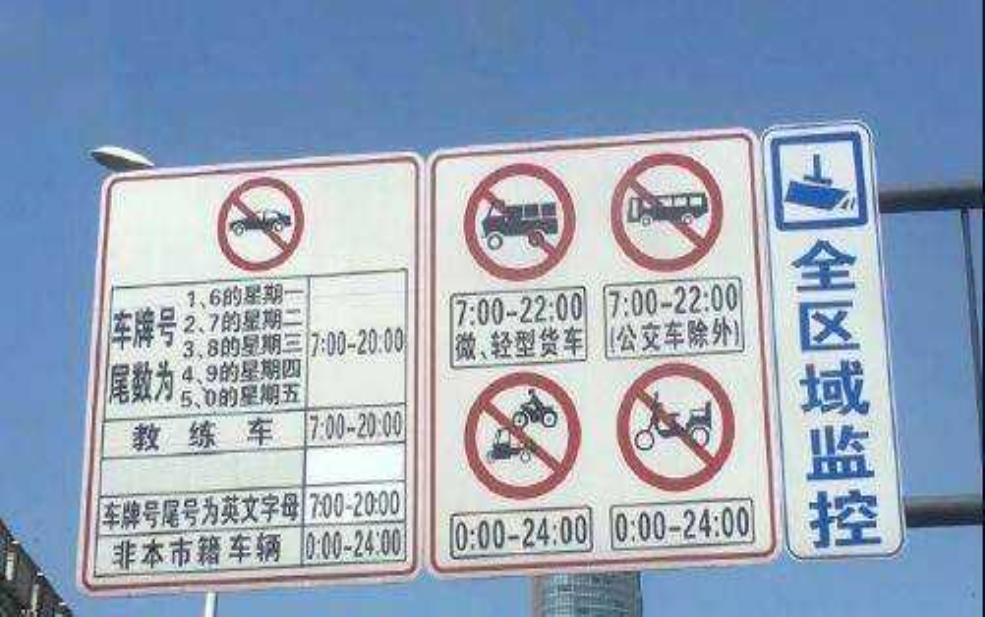 车牌号
尾数为
1、6的星期一
2、7的星期二
3、8的星期三
4、9的星期四
5、0的星期五
7:00-20:00
教练车 7:00-20:00
车牌号尾号为英文字母 7:00-20:00
非本市籍车辆 0:00-24:00
7:00-22:00
微、轻型货车
7:00-22:00
(公交车除外)
0:00-24:00
0:00-24:00
全区域监控